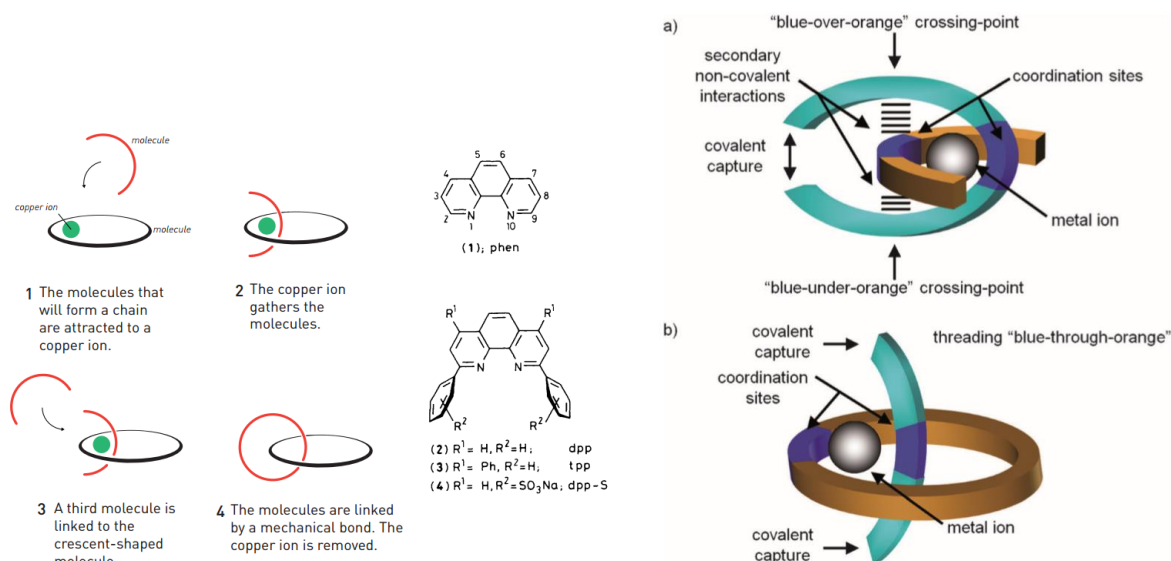 molecule
copper ion
molecule
1 The molecules that
will form a chain
are attracted to a
copper ion.
2 The copper ion
gathers the
molecules.
3 A third molecule is
linked to the
crescent-shaped
molecule
4 The molecules are linked
by a mechanical bond. The
copper ion is removed.
5 6
4 7
3 8
2 N N 9
1 10
(1); phen
R¹ R¹
N N
R² R²
(2) R¹= H, R²=H; dpp
(3) R¹= Ph, R²=H; tpp
(4) R¹= H, R²=SO₃Na; dpp-S
a)
"blue-over-orange" crossing-point
secondary
non-covalent
interactions
coordination sites
covalent
capture
metal ion
"blue-under-orange" crossing-point
b)
covalent
capture
threading "blue-through-orange"
coordination
sites
metal ion
covalent
capture